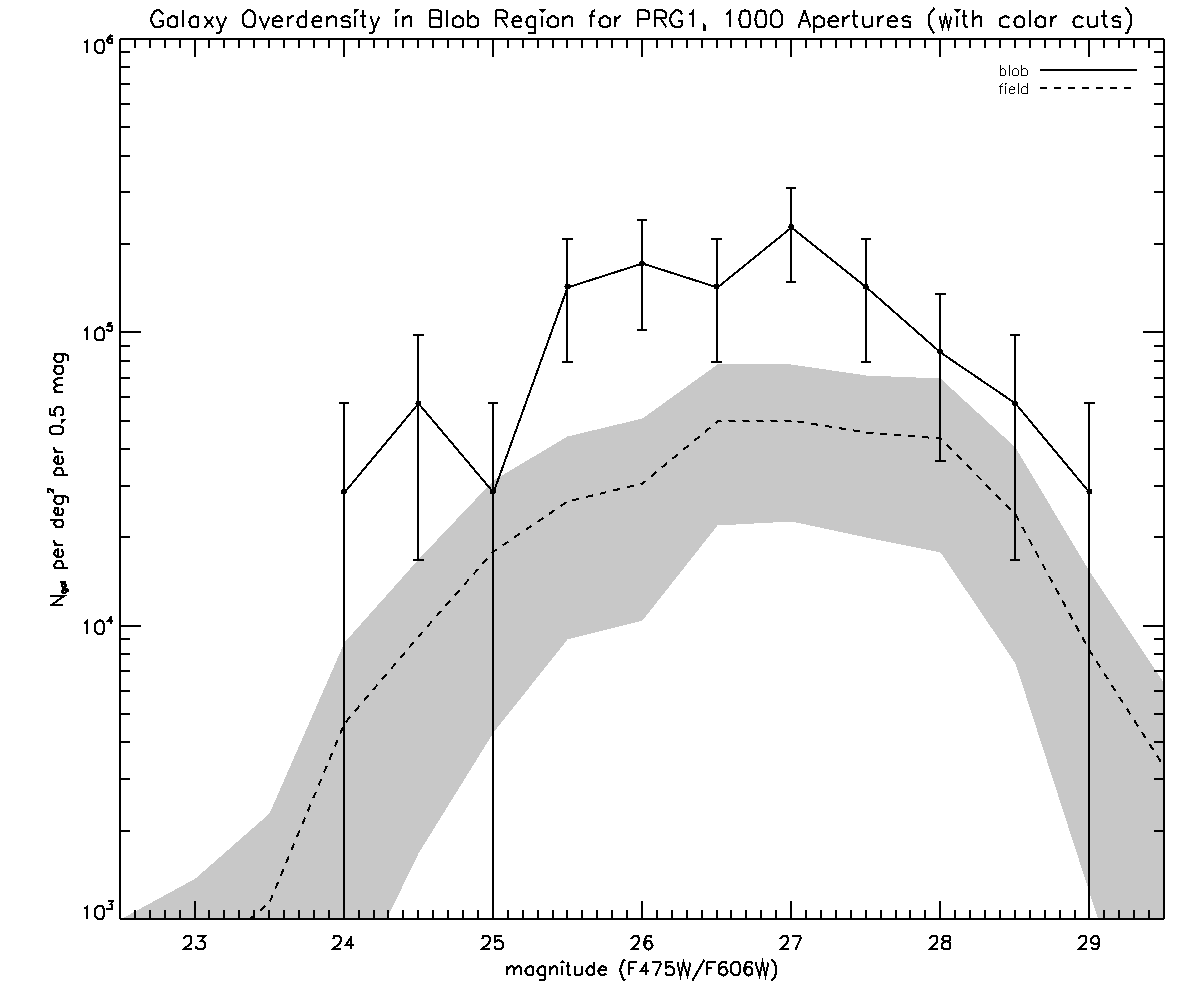 Galaxy Overdensity in Blob Region for PRG1, 1000 Apertures (with color cuts)
blob
field
10⁶
10⁵
10⁴
10³
N_gal per deg² per 0.5 mag
23 24 25 26 27 28 29
magnitude (F475W/F606W)